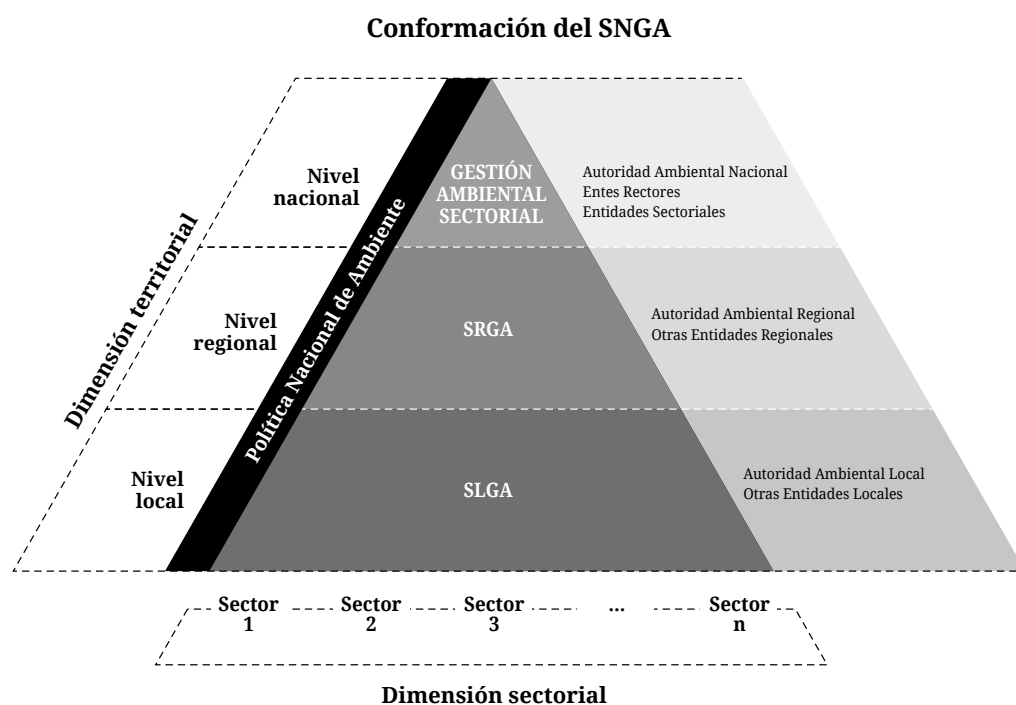 Conformación del SNGA
Dimensión territorial
Nivel
nacional
Política Nacional de Ambiente
GESTIÓN
AMBIENTAL
SECTORIAL
Autoridad Ambiental Nacional
Entes Rectores
Entidades Sectoriales
Nivel
regional
SRGA
Autoridad Ambiental Regional
Otras Entidades Regionales
Nivel
local
SLGA
Autoridad Ambiental Local
Otras Entidades Locales
Sector
1
Sector
2
Sector
3
...
Sector
n
Dimensión sectorial